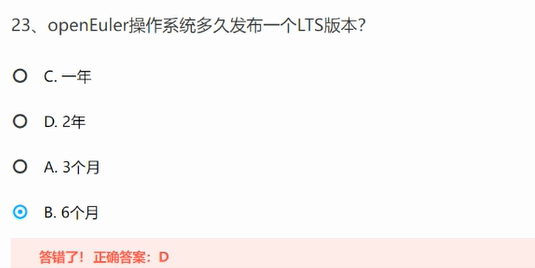 23、openEuler操作系统多久发布一个LTS版本？
C. 一年
D. 2年
A. 3个月
B. 6个月
答错了！正确答案：D